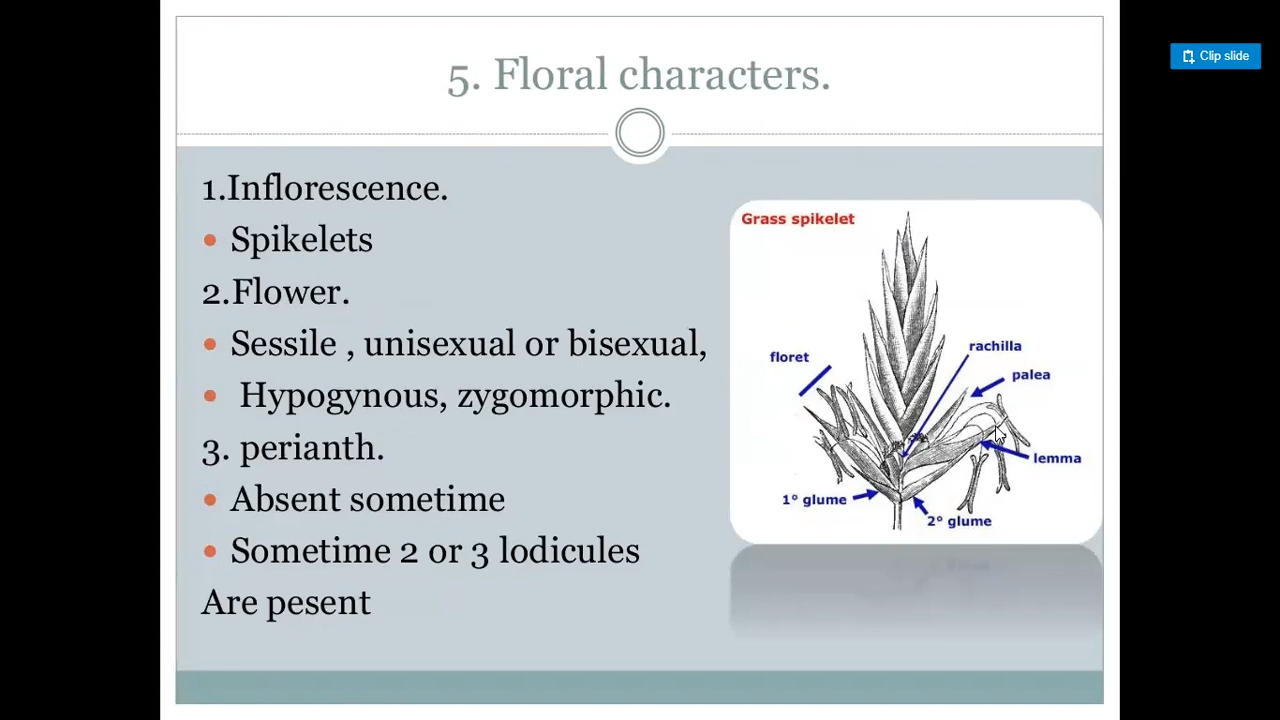 Clip slide
5. Floral characters.
1.Inflorescence.
• Spikelets
2.Flower.
• Sessile , unisexual or bisexual,
• Hypogynous, zygomorphic.
3. perianth.
• Absent sometime
• Sometime 2 or 3 lodicules
Are pesent
Grass spikelet
rachilla
floret
palea
lemma
1° glume
2° glume